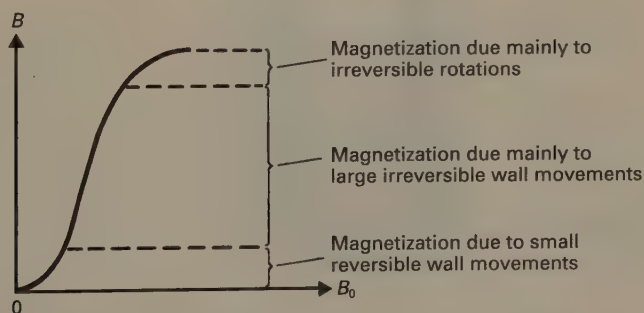 B
Magnetization due mainly to
irreversible rotations
Magnetization due mainly to
large irreversible wall movements
Magnetization due to small
reversible wall movements
0
B₀